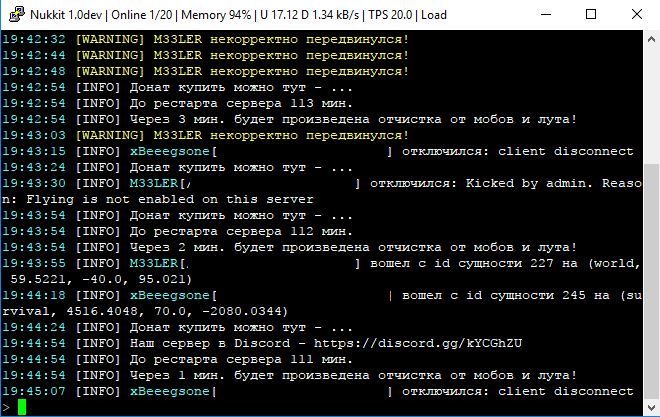 Nukkit 1.0dev | Online 1/20 | Memory 94% | U 17.12 D 1.34 kB/s | TPS 20.0 | Load
19:42:32 [WARNING] M33LER некорректно передвинулся!
19:42:44 [WARNING] M33LER некорректно передвинулся!
19:42:48 [WARNING] M33LER некорректно передвинулся!
19:42:54 [INFO] Донат купить можно тут - ...
19:42:54 [INFO] До рестарта сервера 113 мин.
19:42:54 [INFO] Через 3 мин. будет произведена отчистка от мобов и лута!
19:43:03 [WARNING] M33LER некорректно передвинулся!
19:43:15 [INFO] xBeeegsone[ ] отключился: client disconnect
19:43:24 [INFO] Донат купить можно тут - ...
19:43:30 [INFO] M33LER[ ] отключился: Kicked by admin. Reaso
n: Flying is not enabled on this server
19:43:54 [INFO] Донат купить можно тут - ...
19:43:54 [INFO] До рестарта сервера 112 мин.
19:43:54 [INFO] Через 2 мин. будет произведена отчистка от мобов и лута!
19:43:55 [INFO] M33LER[ ] вошел с id сущности 227 на (world,
59.5221, -40.0, 95.021)
19:44:18 [INFO] xBeeegsone[ ] вошел с id сущности 245 на (su
rvival, 4516.4048, 70.0, -2080.0344)
19:44:24 [INFO] Донат купить можно тут - ...
19:44:54 [INFO] Наш сервер в Discord - https://discord.gg/kYCGhZU
19:44:54 [INFO] До рестарта сервера 111 мин.
19:44:54 [INFO] Через 1 мин. будет произведена отчистка от мобов и лута!
19:45:07 [INFO] xBeeegsone[ ] отключился: client disconnect
>